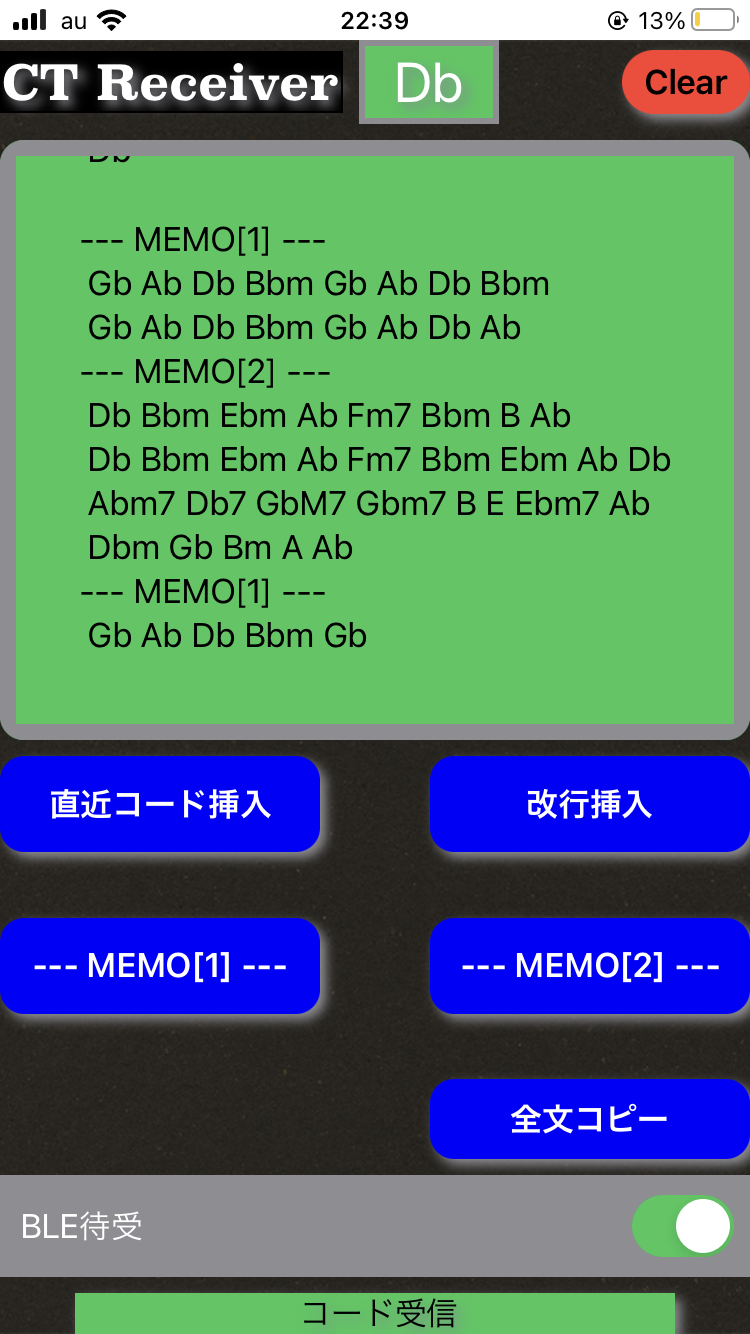 au 22:39 13%
CT Receiver Db Clear
Db
--- MEMO[1] ---
Gb Ab Db Bbm Gb Ab Db Bbm
Gb Ab Db Bbm Gb Ab Db Ab
--- MEMO[2] ---
Db Bbm Ebm Ab Fm7 Bbm B Ab
Db Bbm Ebm Ab Fm7 Bbm Ebm Ab Db
Abm7 Db7 GbM7 Gbm7 B E Ebm7 Ab
Dbm Gb Bm A Ab
--- MEMO[1] ---
Gb Ab Db Bbm Gb
直近コード挿入 改行挿入
--- MEMO[1] --- --- MEMO[2] ---
全文コピー
BLE待受
コード受信